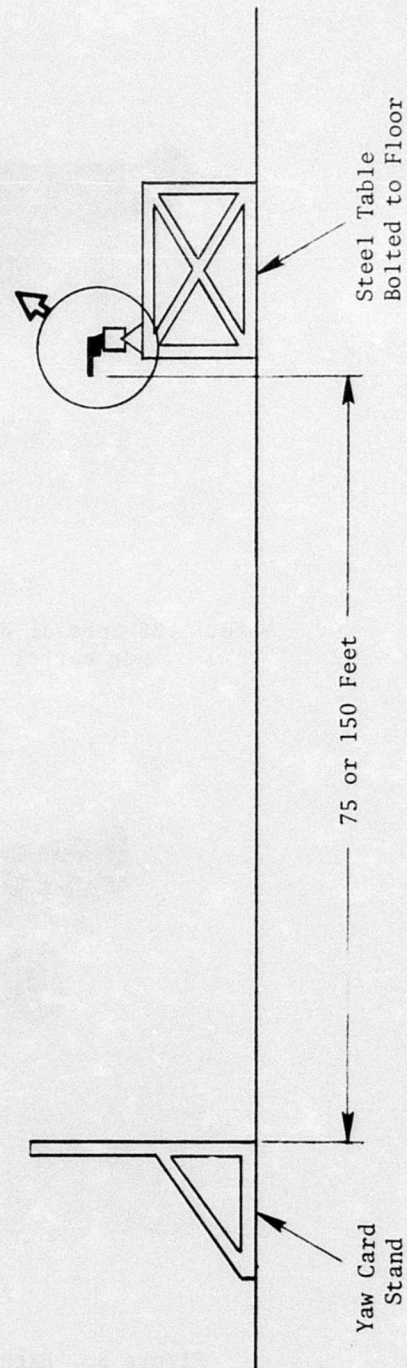 Steel Table
Bolted to Floor
75 or 150 Feet
Yaw Card
Stand